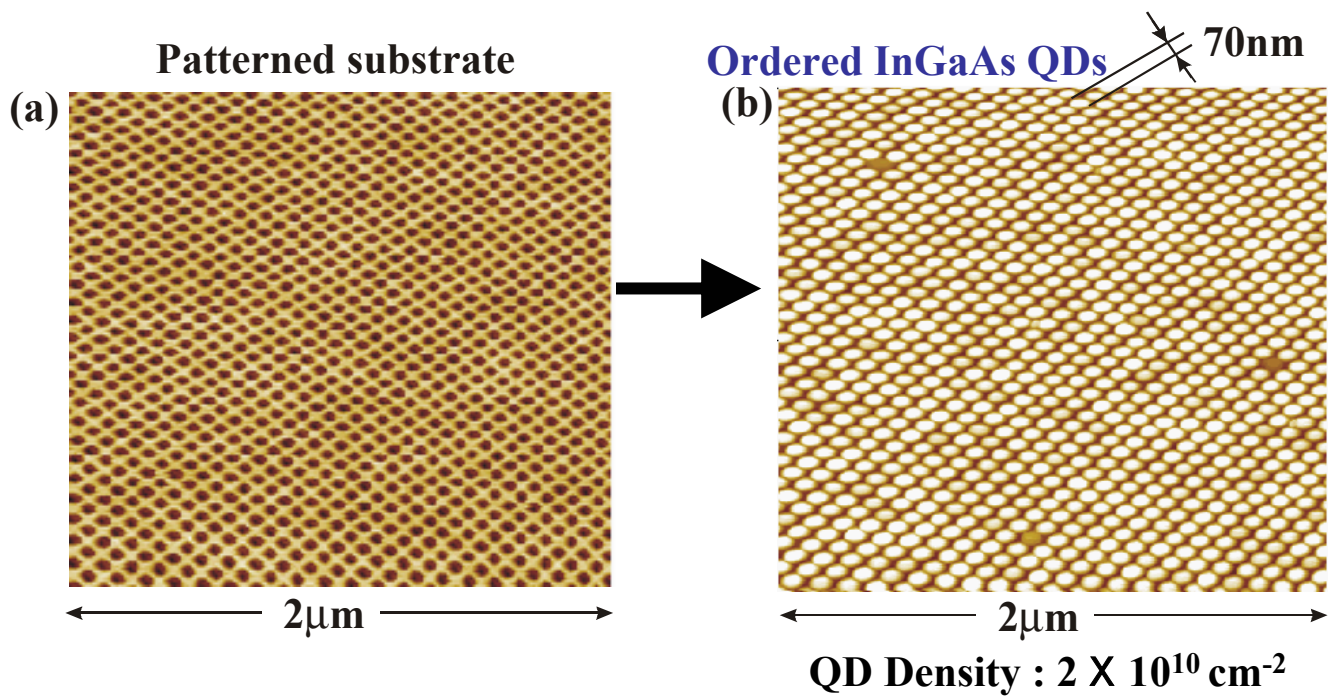 Patterned substrate
Ordered InGaAs QDs
70nm
(a)
(b)
2μm
2μm
QD Density : 2 X 10¹⁰ cm⁻²